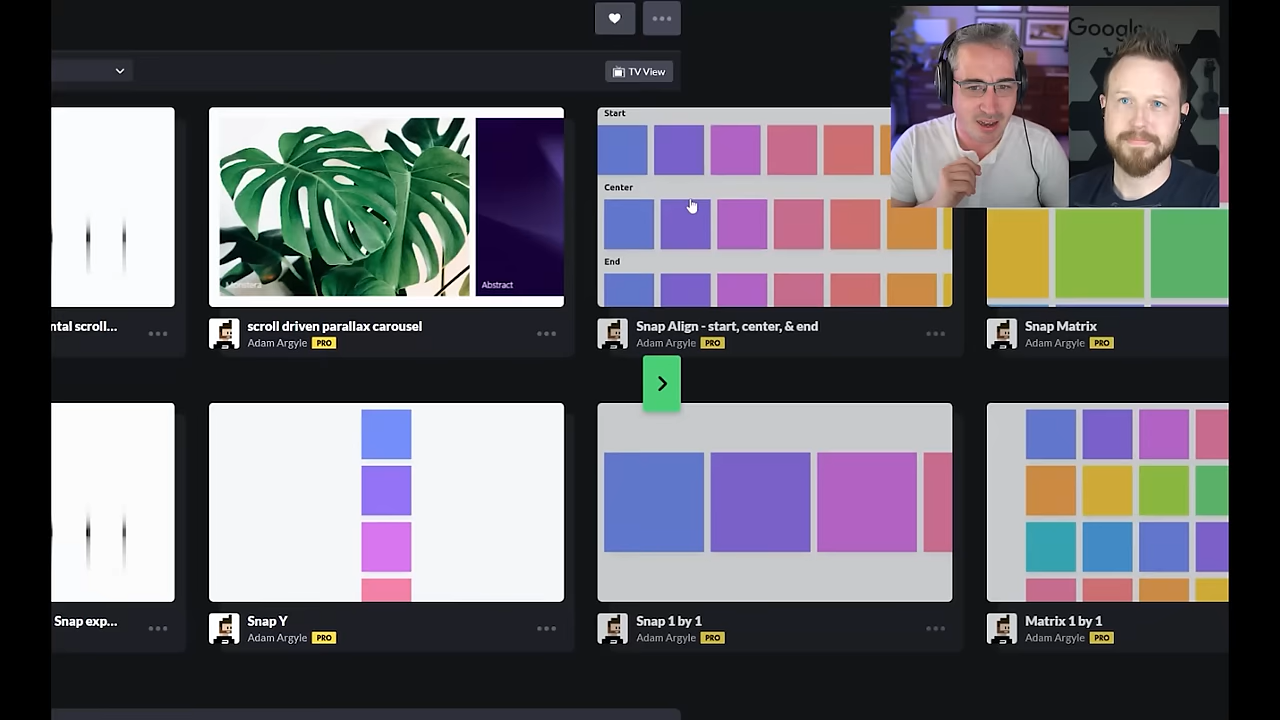 TV View
Google
Monstera
Abstract
Start
Center
End
ntal scroll...
scroll driven parallax carousel
Adam Argyle PRO
Snap Align - start, center, & end
Adam Argyle PRO
Snap Matrix
Adam Argyle PRO
Snap exp...
Snap Y
Adam Argyle PRO
Snap 1 by 1
Adam Argyle PRO
Matrix 1 by 1
Adam Argyle PRO